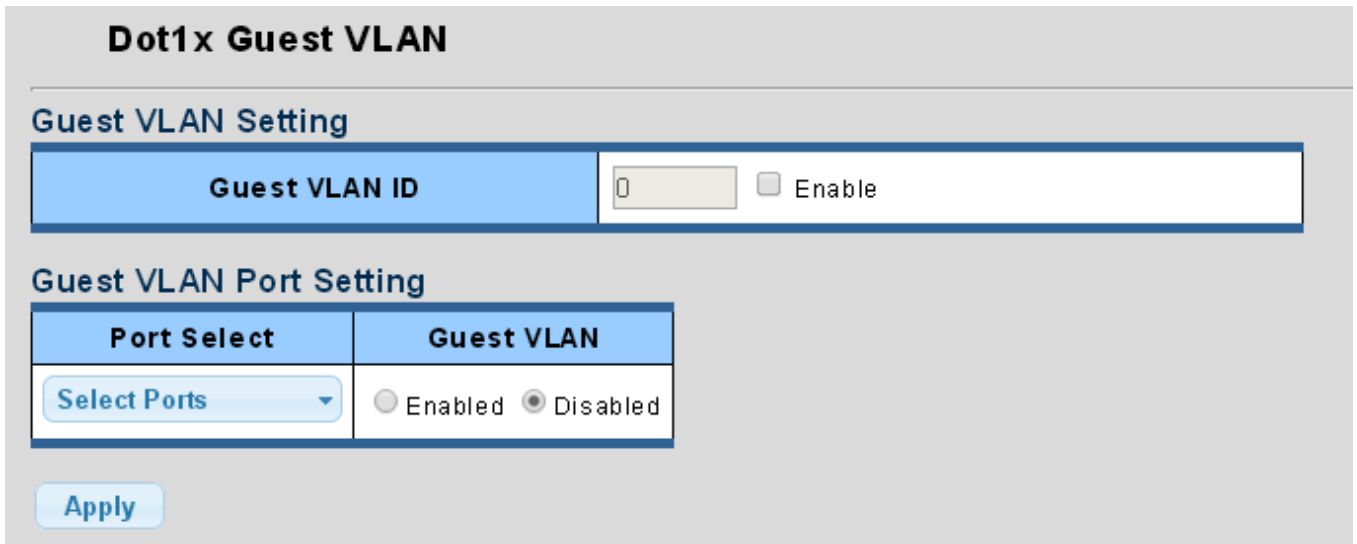 Dot1x Guest VLAN
Guest VLAN Setting
Guest VLAN ID 0 Enable
Guest VLAN Port Setting
Port Select Guest VLAN
Select Ports Enabled Disabled
Apply